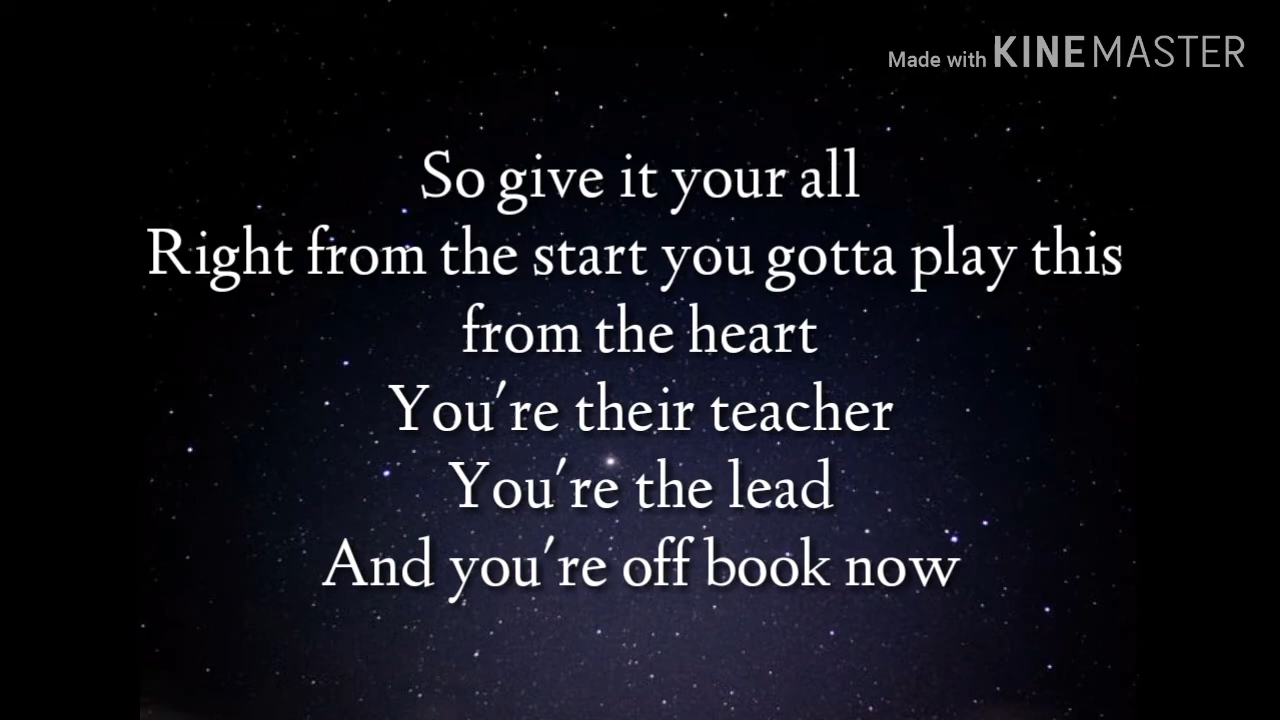 Made with KINEMASTER
So give it your all
Right from the start you gotta play this
from the heart
You're their teacher
You're the lead
And you're off book now